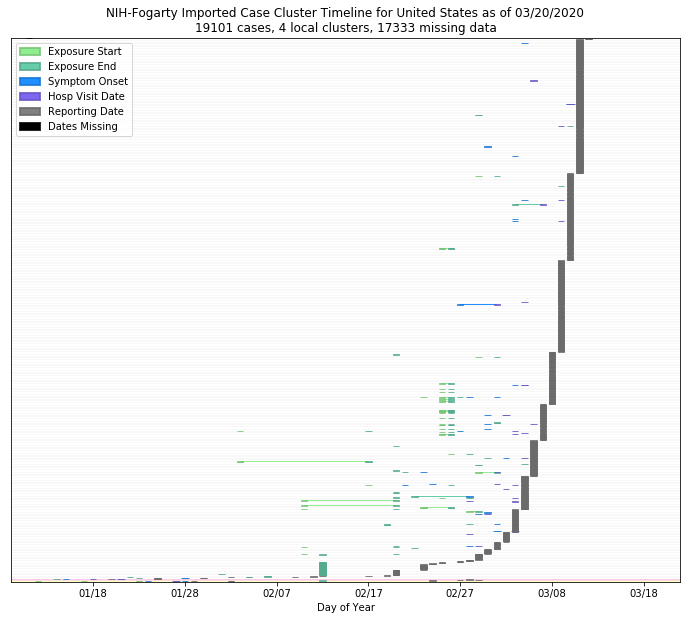 NIH-Fogarty Imported Case Cluster Timeline for United States as of 03/20/2020
19101 cases, 4 local clusters, 17333 missing data
Exposure Start
Exposure End
Symptom Onset
Hosp Visit Date
Reporting Date
Dates Missing
01/18 01/28 02/07 02/17 02/27 03/08 03/18
Day of Year